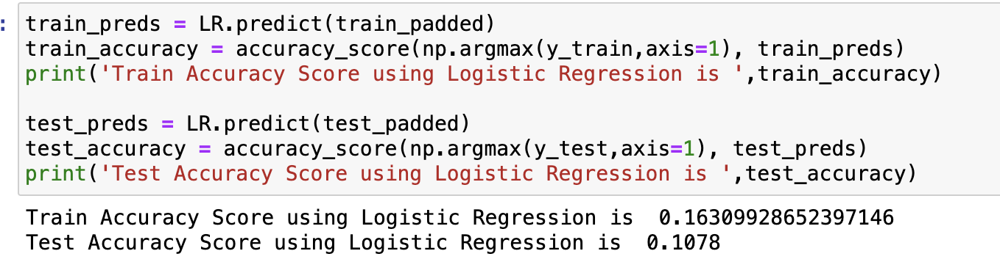 :
train_preds = LR.predict(train_padded)
train_accuracy = accuracy_score(np.argmax(y_train,axis=1), train_preds)
print('Train Accuracy Score using Logistic Regression is ',train_accuracy)
test_preds = LR.predict(test_padded)
test_accuracy = accuracy_score(np.argmax(y_test,axis=1), test_preds)
print('Test Accuracy Score using Logistic Regression is ',test_accuracy)
Train Accuracy Score using Logistic Regression is  0.16309928652397146
Test Accuracy Score using Logistic Regression is  0.1078